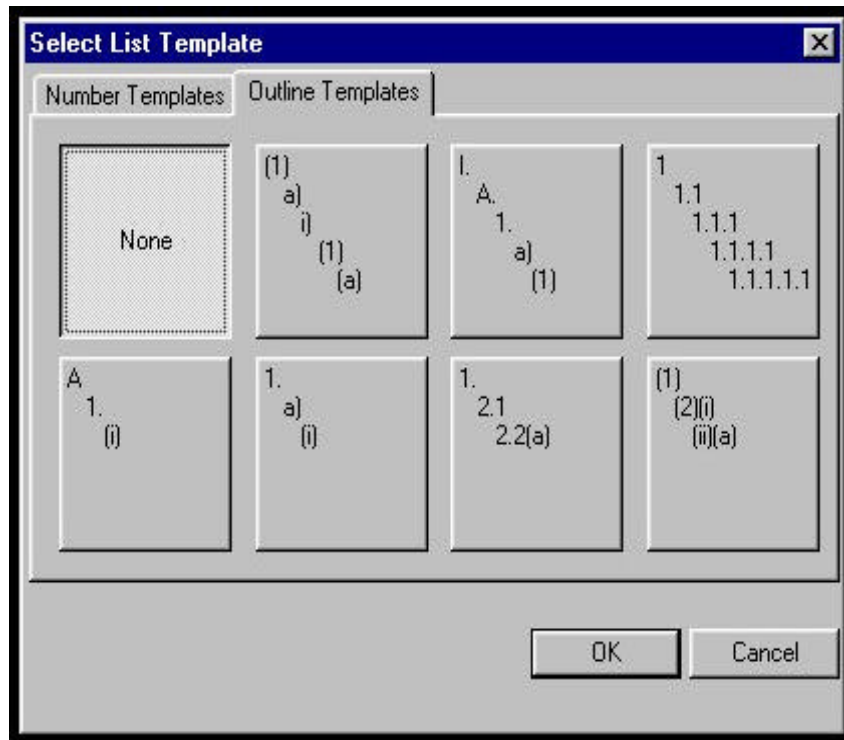 Select List Template
Number Templates
Outline Templates
None
(1)
a)
i)
(1)
(a)
I.
A.
1.
a)
(1)
1
1.1
1.1.1
1.1.1.1
1.1.1.1.1
A
1.
(i)
1.
a)
(i)
1.
2.1
2.2(a)
(1)
(2)(i)
(ii)(a)
OK
Cancel